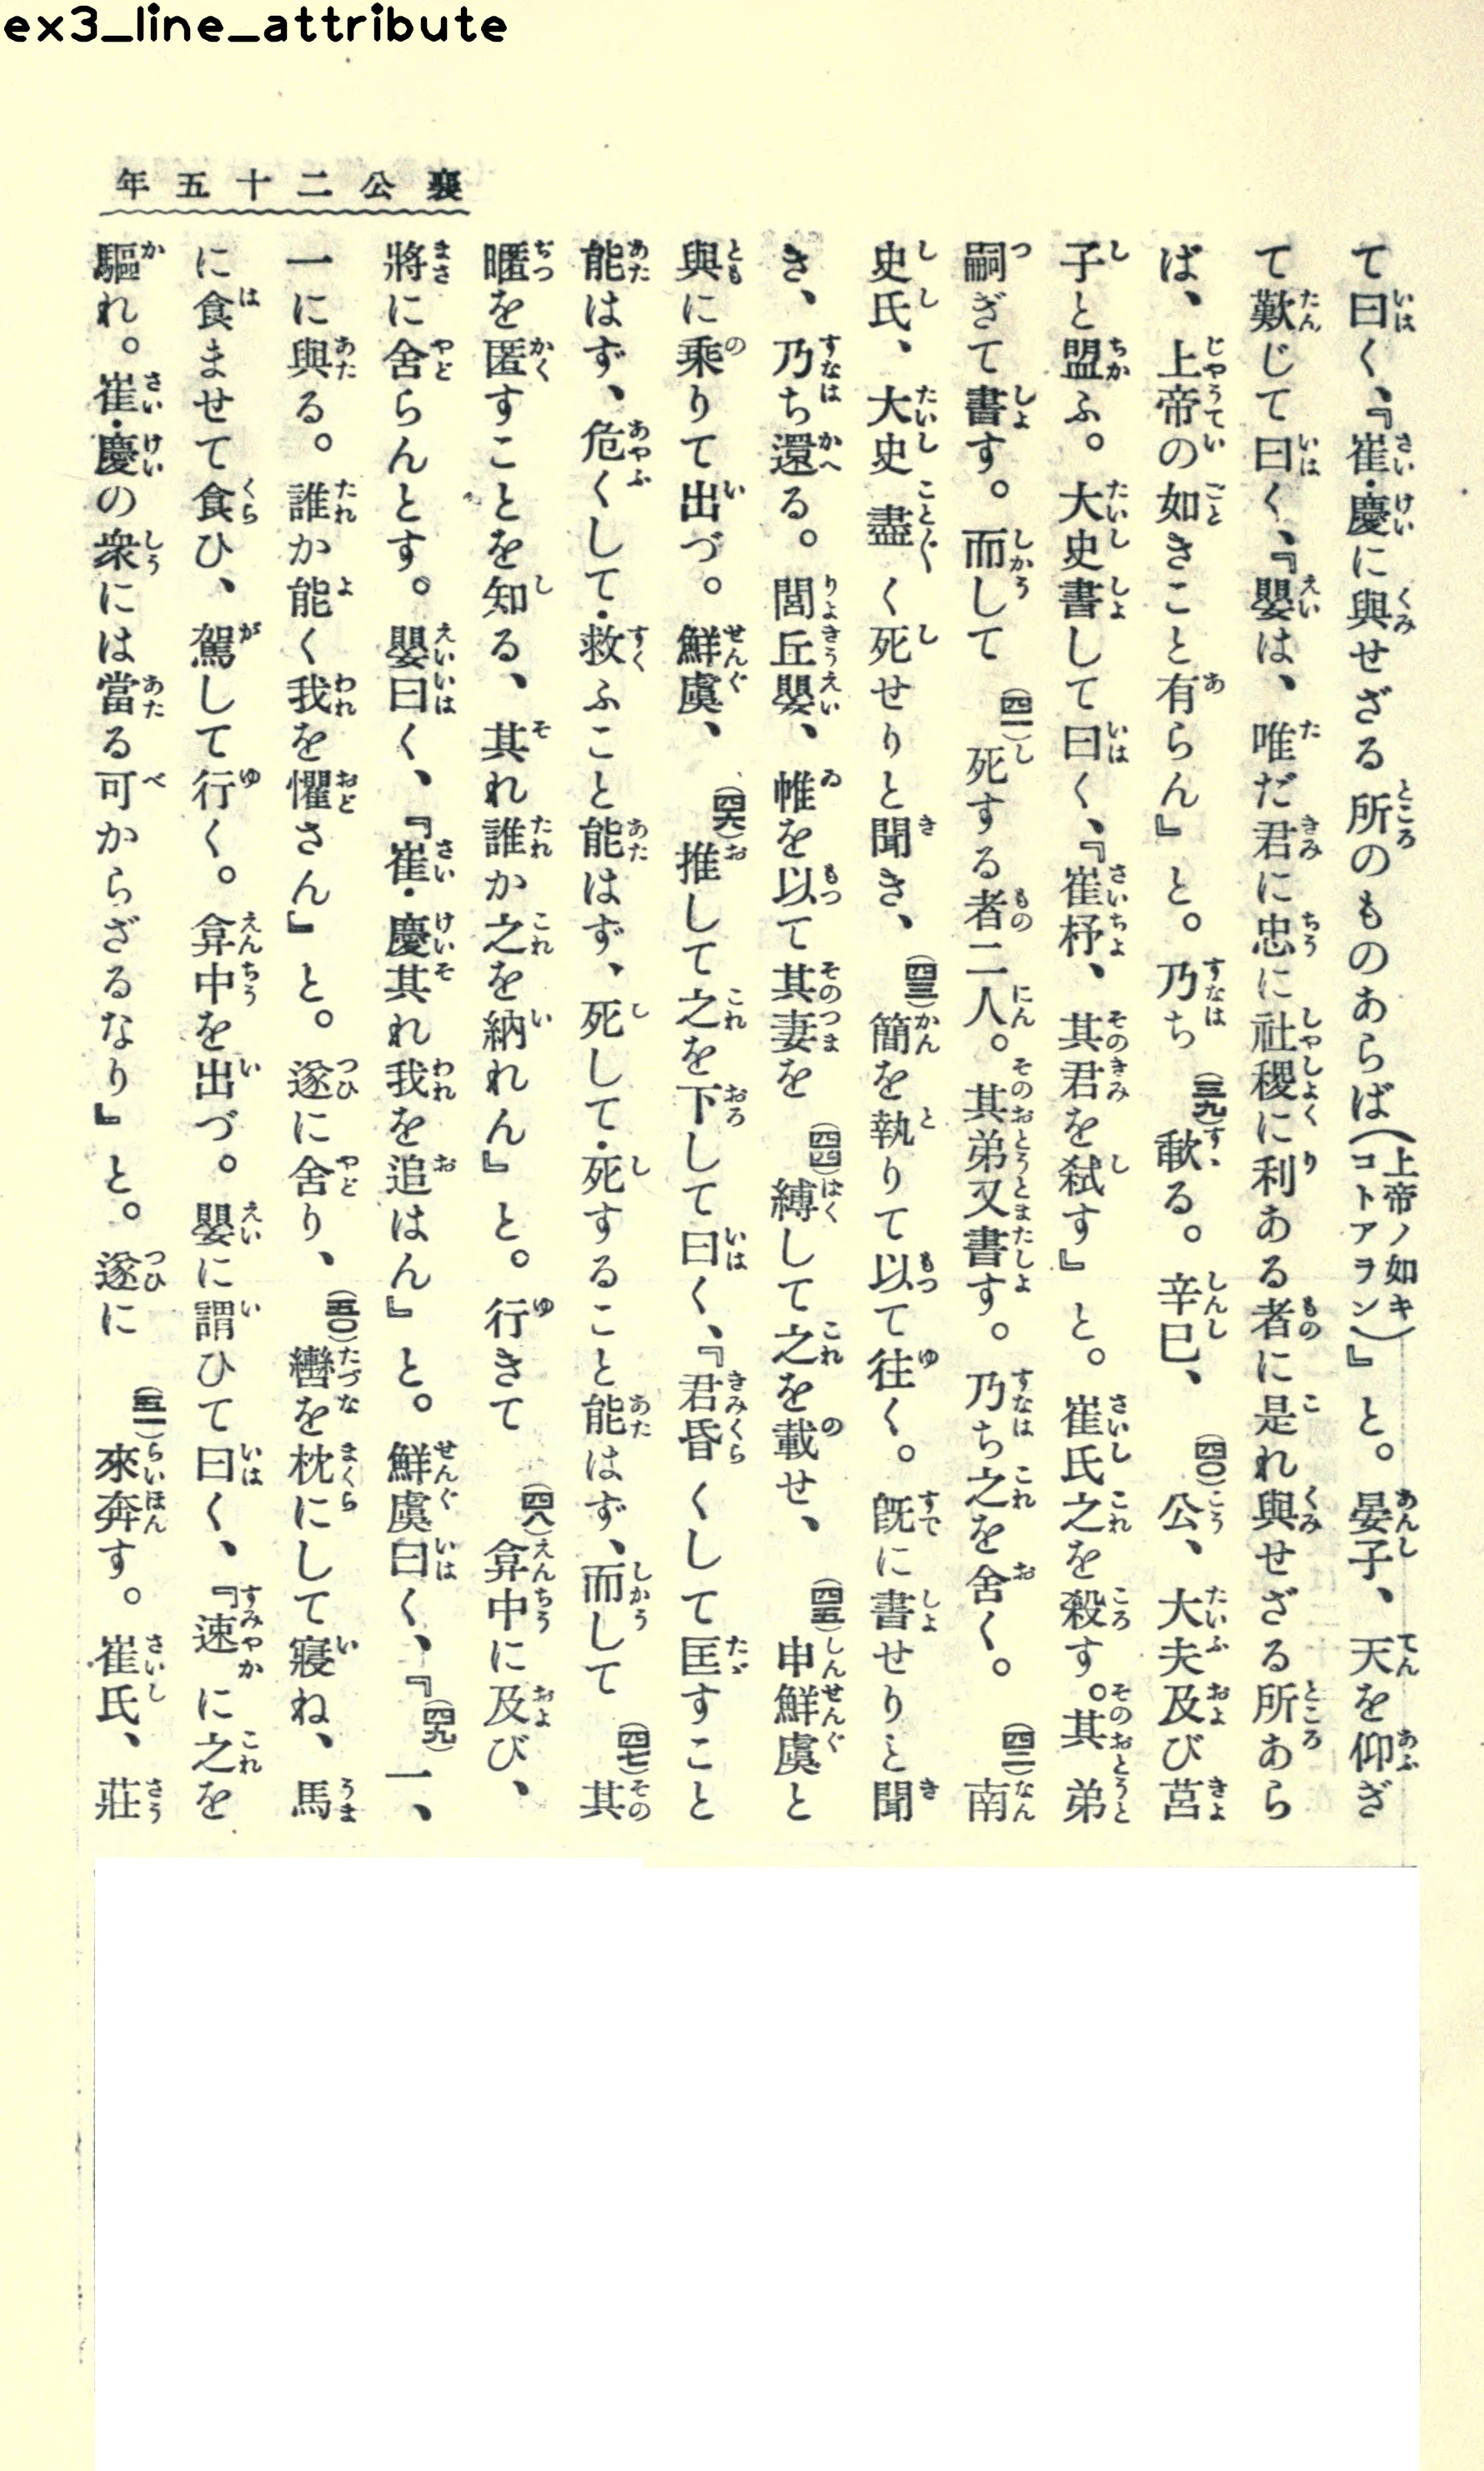 ex3_line_attribute
襄公二十五年
て曰く、『崔・慶に與せざる所のものあらば(上帝ノ如キコトアラン)』と。晏子、天を仰ぎ
て歎じて曰く、『嬰は、唯だ君に忠に社稷に利ある者に是れ與せざる所あら
ば、上帝の如きこと有らん』と。乃ち(三九)歃る。辛巳、(四〇)公、大夫及び莒
子と盟ふ。大史書して曰く、『崔杼、其君を弑す』と。崔氏之を殺す。其弟
嗣ぎて書す。而して(四一)死する者二人。其弟又書す。乃ち之を舍く。(四二)南
史氏、大史盡く死せりと聞き、(四三)簡を執りて以て往く。既に書せりと聞
き、乃ち還る。閭丘嬰、帷を以て其妻を(四四)縛して之を載せ、(四五)申鮮虞と
與に乘りて出づ。鮮虞、(四六)推して之を下して曰く、『君昏くして匡すこと
能はず、危くして・救ふこと能はず、死して・死すること能はず、而して(四七)其
暱を匿すことを知る、其れ誰か之を納れん』と。行きて(四八)弇中に及び、
將に舍らんとす。嬰曰く、『崔・慶其れ我を追はん』と。鮮虞曰く、『(四九)一、
一に與る。誰か能く我を懼さん』と。遂に舍り、(五〇)轡を枕にして寢ね、馬
に食ませて食ひ、駕して行く。弇中を出づ。嬰に謂ひて曰く、『速に之を
驅れ。崔・慶の衆には當る可からざるなり』と。遂に(五一)來奔す。崔氏、莊